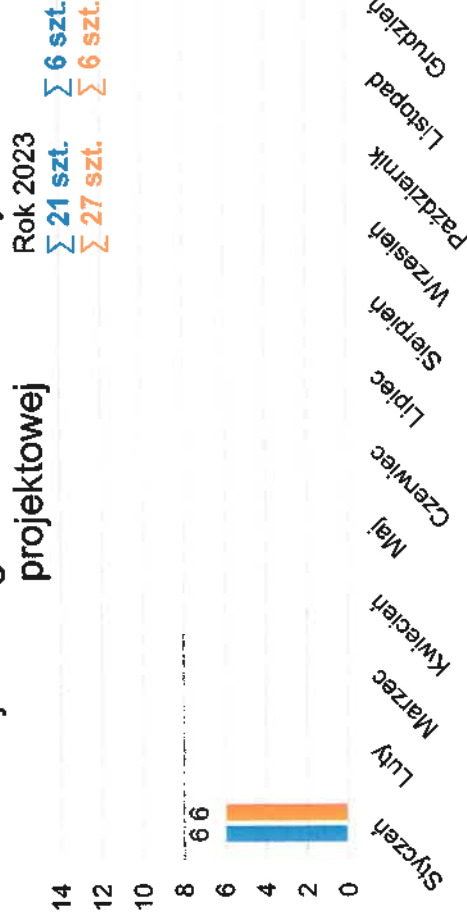 projektowej
Rok 2023
∑ 21 szt. ∑ 6 szt.
∑ 27 szt. ∑ 6 szt.
14
12
10
8
6
4
2
0
6 6
Styczeń
Luty
Marzec
Kwiecień
Maj
Czerwiec
Lipiec
Sierpień
Wrzesień
Październik
Listopad
Grudzień